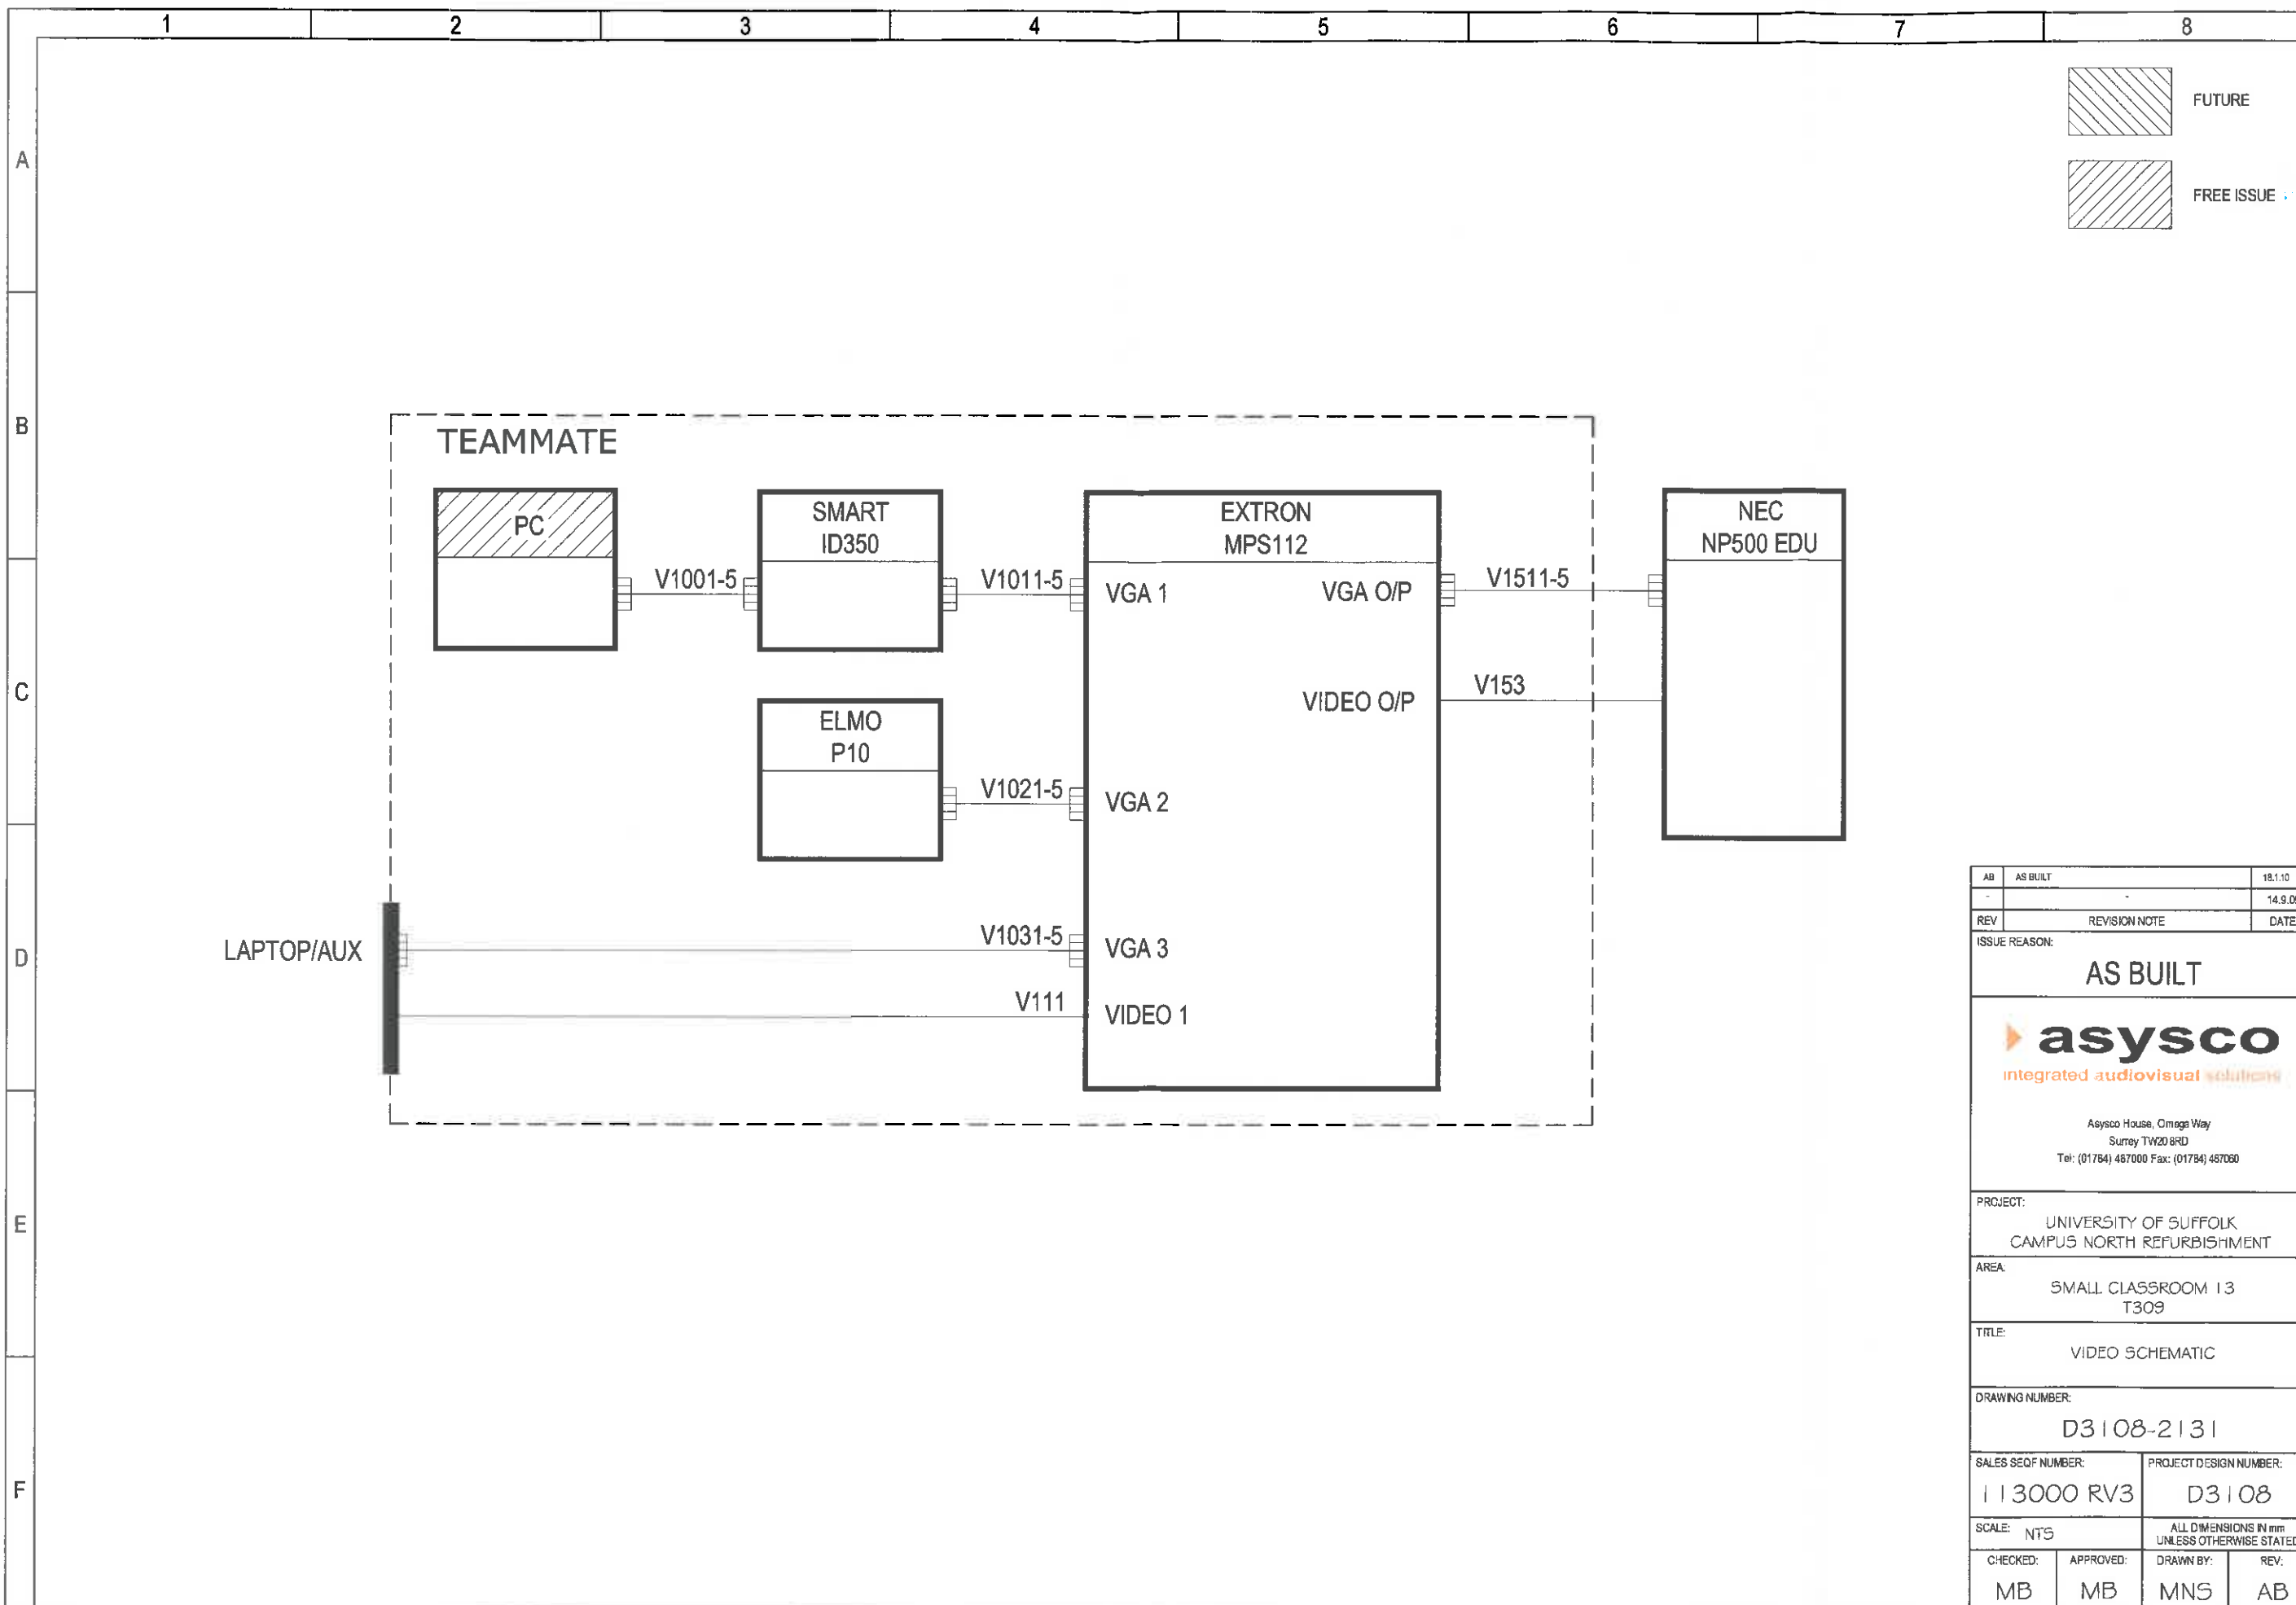 1 2 3 4 5 6 7 8
A
B
C
D
E
F
FUTURE
FREE ISSUE
TEAMMATE
PC
SMART
ID350
EXTRON
MPS112
NEC
NP500 EDU
V1001-5
V1011-5
VGA 1
VGA O/P
V1511-5
VIDEO O/P
V153
ELMO
P10
V1021-5
VGA 2
LAPTOP/AUX
V1031-5
VGA 3
V111
VIDEO 1
AB AS BUILT 18.1.10
- - 14.9.09
REV REVISION NOTE DATE
ISSUE REASON:
AS BUILT
asysco
integrated audiovisual solutions
Asysco House, Omega Way
Surrey TW20 8RD
Tel: (01784) 487000 Fax: (01784) 487060
PROJECT:
UNIVERSITY OF SUFFOLK
CAMPUS NORTH REFURBISHMENT
AREA:
SMALL CLASSROOM 13
T309
TITLE:
VIDEO SCHEMATIC
DRAWING NUMBER:
D3108-2131
SALES SEQF NUMBER: PROJECT DESIGN NUMBER:
113000 RV3 D3108
SCALE: NTS
ALL DIMENSIONS IN mm
UNLESS OTHERWISE STATED
CHECKED: APPROVED: DRAWN BY: REV:
MB MB MNS AB